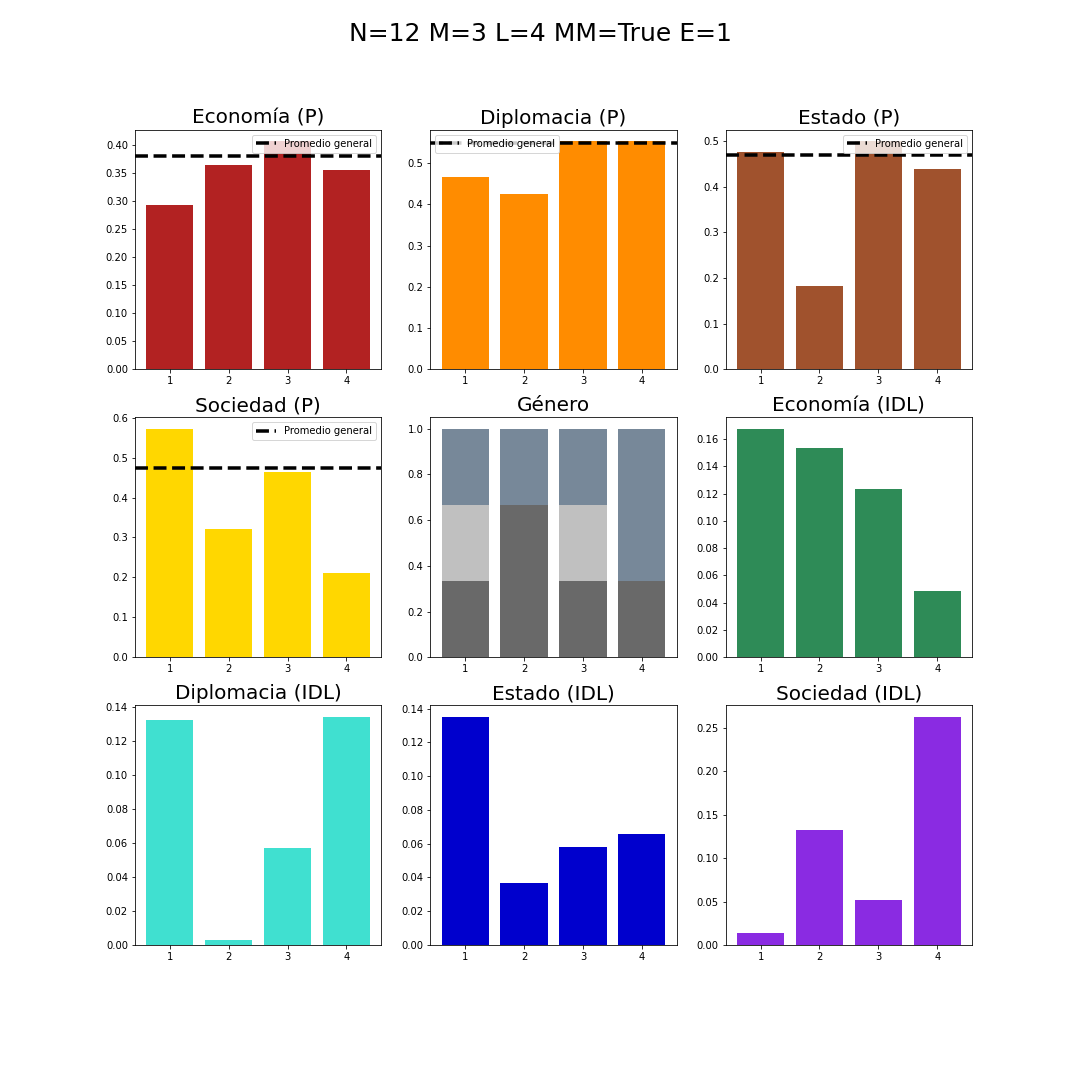 N=12 M=3 L=4 MM=True E=1
Economía (P)
0.40
0.35
0.30
0.25
0.20
0.15
0.10
0.05
0.00
Promedio general
1 2 3 4
Diplomacia (P)
0.5
0.4
0.3
0.2
0.1
0.0
Promedio general
1 2 3 4
Estado (P)
0.5
0.4
0.3
0.2
0.1
0.0
Promedio general
1 2 3 4
Sociedad (P)
0.6
0.5
0.4
0.3
0.2
0.1
0.0
Promedio general
1 2 3 4
Género
1.0
0.8
0.6
0.4
0.2
0.0
1 2 3 4
Economía (IDL)
0.16
0.14
0.12
0.10
0.08
0.06
0.04
0.02
0.00
1 2 3 4
Diplomacia (IDL)
0.14
0.12
0.10
0.08
0.06
0.04
0.02
0.00
1 2 3 4
Estado (IDL)
0.14
0.12
0.10
0.08
0.06
0.04
0.02
0.00
1 2 3 4
Sociedad (IDL)
0.25
0.20
0.15
0.10
0.05
0.00
1 2 3 4